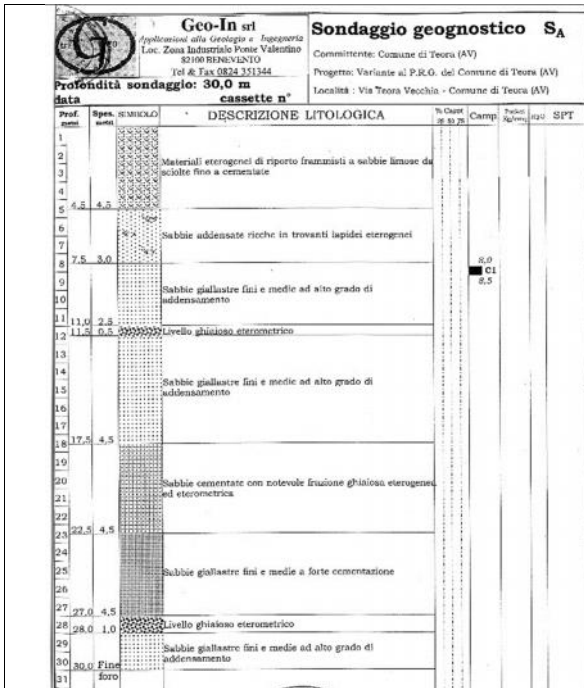 Geo-In srl
Applicazioni alla Geologia e Ingegneria
Loc. Zona Industriale Ponte Valentino
82100 BENEVENTO
Tel & Fax 0824 351344
Sondaggio geognostico SA
Committente: Comune di Teora (AV)
Progetto: Variante al P.R.G. del Comune di Teora (AV)
Località : Via Teora Vecchia - Comune di Teora (AV)
Profondità sondaggio: 30,0 m
data cassette n°
Prof. metri Spes. metri SIMBOLO DESCRIZIONE LITOLOGICA % Carot Camp RQD SPT
1
2
Materiali eterogenei di riporto frammisti a sabbie limose da
3
sciolte fino a cementate
4
4,5 4,5
5
6
Sabbie addensate ricche in trovanti lapidei eterogenei
7
7,5 3,0
8
8,0
C1
8,5
9
Sabbie giallastre fini e medie ad alto grado di
10
addensamento
11
11,0 2,5
11,5 0,5 Livello ghiaioso eterometrico
12
13
14
Sabbie giallastre fini e medie ad alto grado di
15
addensamento
16
17
17,5 4,5
18
19
20
Sabbie cementate con notevole frazione ghiaiosa eterogenea
21
ed eterometrica
22
22,5 4,5
23
24
25
Sabbie giallastre fini e medie a forte cementazione
26
27
27,0 4,5
28
Livello ghiaioso eterometrico
28,0 1,0
29
Sabbie giallastre fini e medie ad alto grado di
30
addensamento
30,0 Fine
31
foro